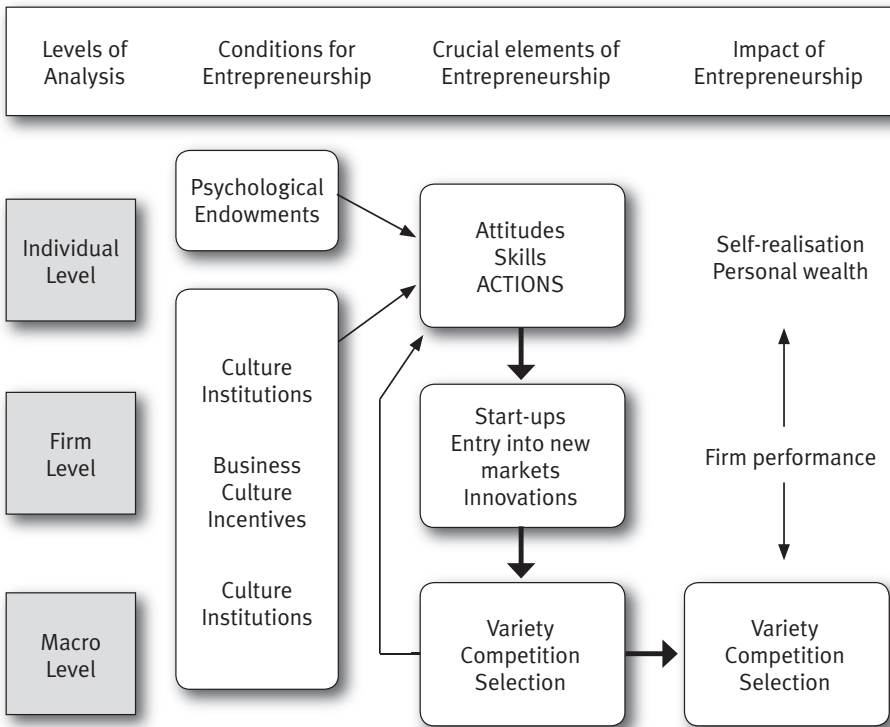 Levels of
Analysis
Conditions for
Entrepreneurship
Crucial elements of
Entrepreneurship
Impact of
Entrepreneurship
Individual
Level
Psychological
Endowments
Attitudes
Skills
ACTIONS
Self-realisation
Personal wealth
Firm
Level
Culture
Institutions
Business
Culture
Incentives
Culture
Institutions
Start-ups
Entry into new
markets
Innovations
Firm performance
Macro
Level
Variety
Competition
Selection
Variety
Competition
Selection